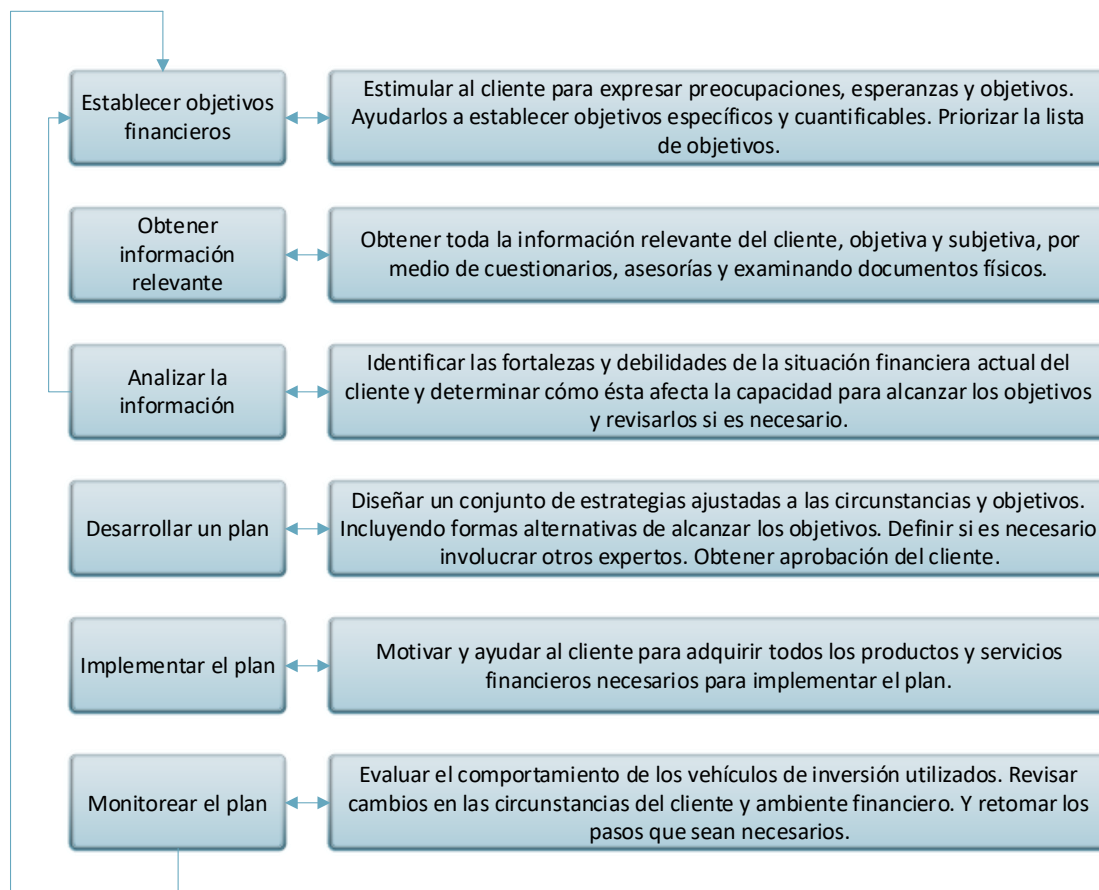 Establecer objetivos
financieros
Estimular al cliente para expresar preocupaciones, esperanzas y objetivos.
Ayudarlos a establecer objetivos específicos y cuantificables. Priorizar la lista
de objetivos.
Obtener
información
relevante
Obtener toda la información relevante del cliente, objetiva y subjetiva, por
medio de cuestionarios, asesorías y examinando documentos físicos.
Analizar la
información
Identificar las fortalezas y debilidades de la situación financiera actual del
cliente y determinar cómo ésta afecta la capacidad para alcanzar los objetivos
y revisarlos si es necesario.
Desarrollar un plan
Diseñar un conjunto de estrategias ajustadas a las circunstancias y objetivos.
Incluyendo formas alternativas de alcanzar los objetivos. Definir si es necesario
involucrar otros expertos. Obtener aprobación del cliente.
Implementar el plan
Motivar y ayudar al cliente para adquirir todos los productos y servicios
financieros necesarios para implementar el plan.
Monitorear el plan
Evaluar el comportamiento de los vehículos de inversión utilizados. Revisar
cambios en las circunstancias del cliente y ambiente financiero. Y retomar los
pasos que sean necesarios.